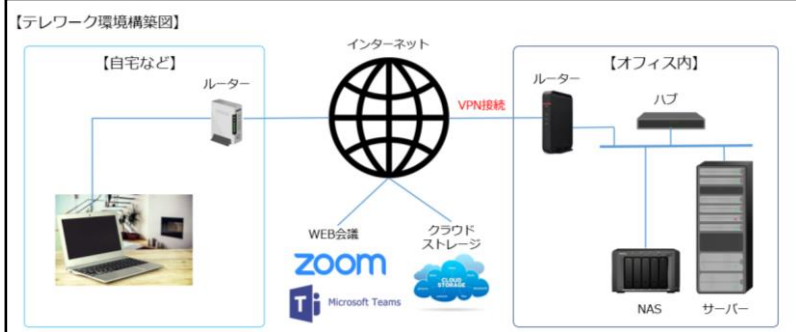 【テレワーク環境構築図】
インターネット
【自宅など】
【オフィス内】
ルーター
ルーター
VPN接続
ハブ
WEB会議
クラウド
ストレージ
zoom
CLOUD
STORAGE
Microsoft Teams
NAS
サーバー